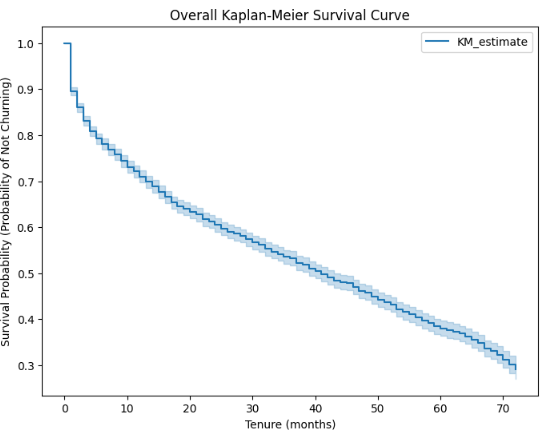 Overall Kaplan-Meier Survival Curve
KM_estimate
Survival Probability (Probability of Not Churning)
1.0
0.9
0.8
0.7
0.6
0.5
0.4
0.3
0 10 20 30 40 50 60 70
Tenure (months)